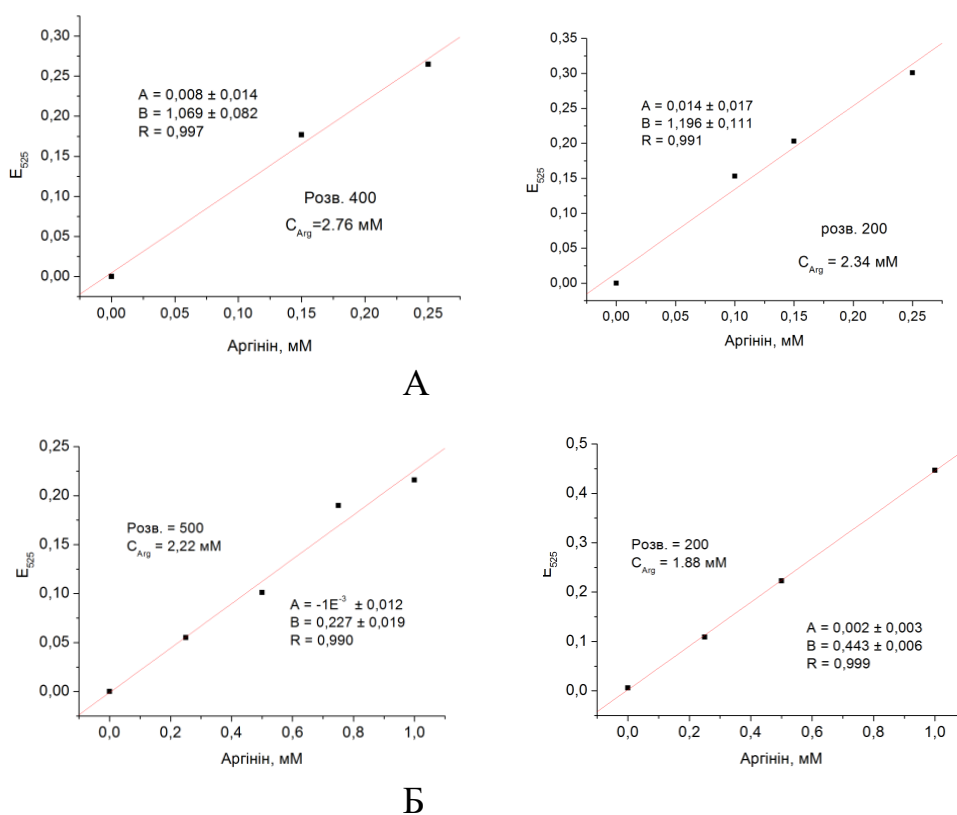 0,30
0,25
0,20
0,15
0,10
0,05
0,00
E525
A = 0,008 ± 0,014
B = 1,069 ± 0,082
R = 0,997
Розв. 400
CArg=2.76 мМ
0,00 0,05 0,10 0,15 0,20 0,25
Аргінін, мМ
0,35
0,30
0,25
0,20
0,15
0,10
0,05
0,00
E525
A = 0,014 ± 0,017
B = 1,196 ± 0,111
R = 0,991
розв. 200
CArg = 2.34 мМ
0,00 0,05 0,10 0,15 0,20 0,25
Аргінін, мМ
А
0,25
0,20
0,15
0,10
0,05
0,00
E525
Розв. = 500
CArg = 2,22 мМ
A = -1E-3 ± 0,012
B = 0,227 ± 0,019
R = 0,990
0,0 0,2 0,4 0,6 0,8 1,0
Аргінін, мМ
0,5
0,4
0,3
0,2
0,1
0,0
E525
Розв. = 200
CArg = 1.88 мМ
A = 0,002 ± 0,003
B = 0,443 ± 0,006
R = 0,999
0,0 0,2 0,4 0,6 0,8 1,0
Аргінін, мМ
Б